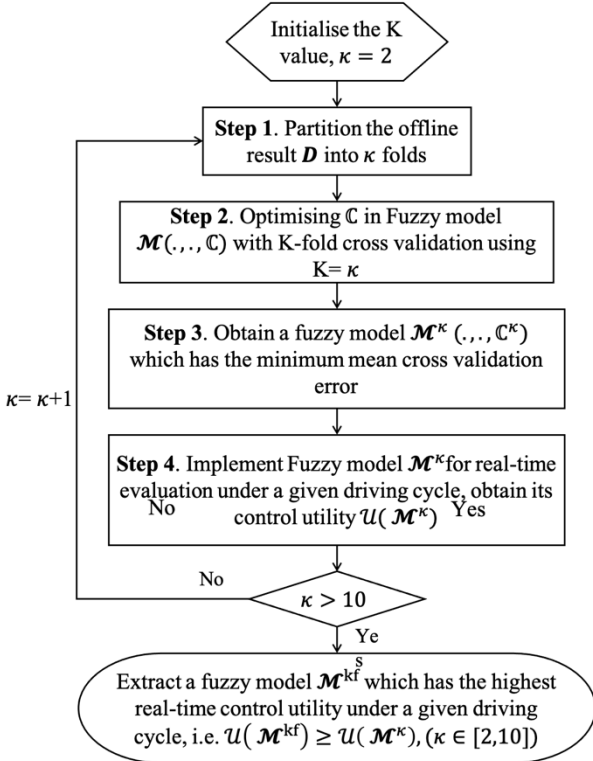 Initialise the K
value, κ = 2
Step 1. Partition the offline
result D into κ folds
Step 2. Optimising ℂ in Fuzzy model
ℳ(.,., ℂ) with K-fold cross validation using
K= κ
Step 3. Obtain a fuzzy model ℳ^κ (.,., ℂ^κ)
which has the minimum mean cross validation
error
κ= κ+1
Step 4. Implement Fuzzy model ℳ^κ for real-time
evaluation under a given driving cycle, obtain its
No control utility 𝒰( ℳ^κ) Yes
No
κ > 10
Ye
s
Extract a fuzzy model ℳ^kf which has the highest
real-time control utility under a given driving
cycle, i.e. 𝒰( ℳ^kf) ≥ 𝒰( ℳ^κ), (κ ∈ [2,10])